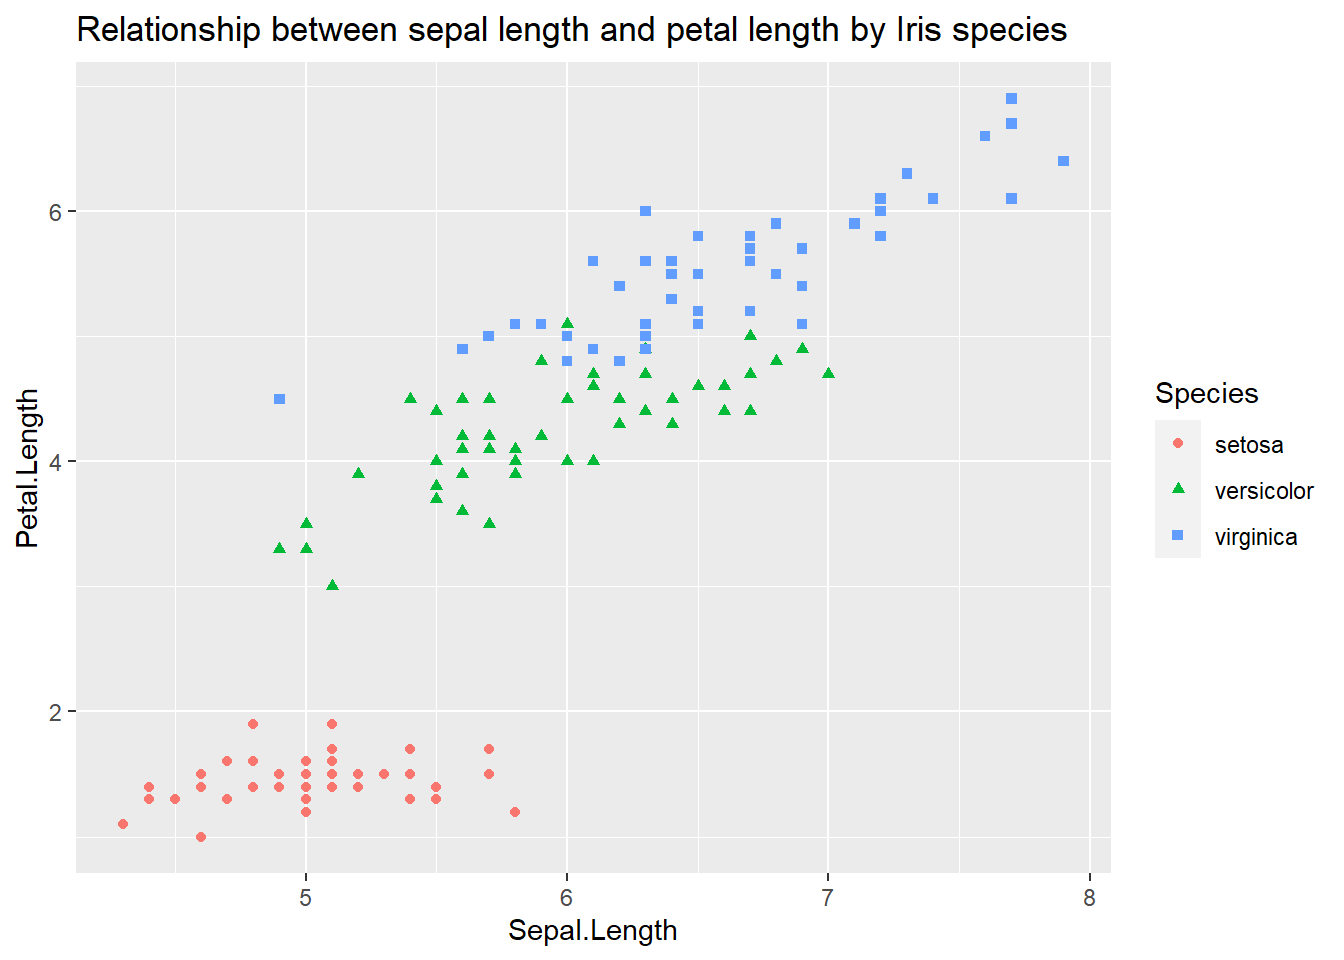 Relationship between sepal length and petal length by Iris species
6
4
2
Petal.Length
5 6 7 8
Sepal.Length
Species
setosa
versicolor
virginica